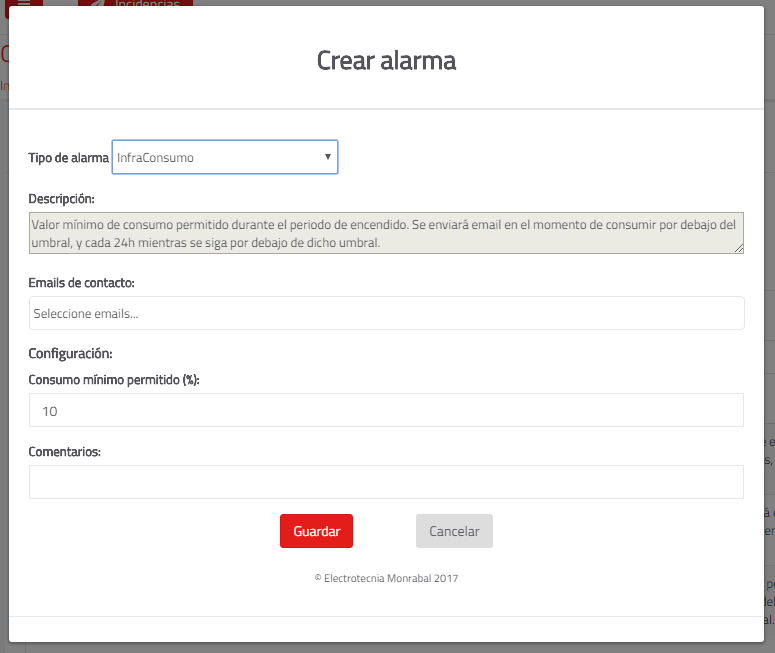 Incidencias
Crear alarma
Tipo de alarma InfraConsumo
Descripción:
Valor mínimo de consumo permitido durante el periodo de encendido. Se enviará email en el momento de consumir por debajo del
umbral, y cada 24h mientras se siga por debajo de dicho umbral.
Emails de contacto:
Seleccione emails...
Configuración:
Consumo mínimo permitido (%):
10
Comentarios:
Guardar Cancelar
© Electrotecnia Monrabal 2017